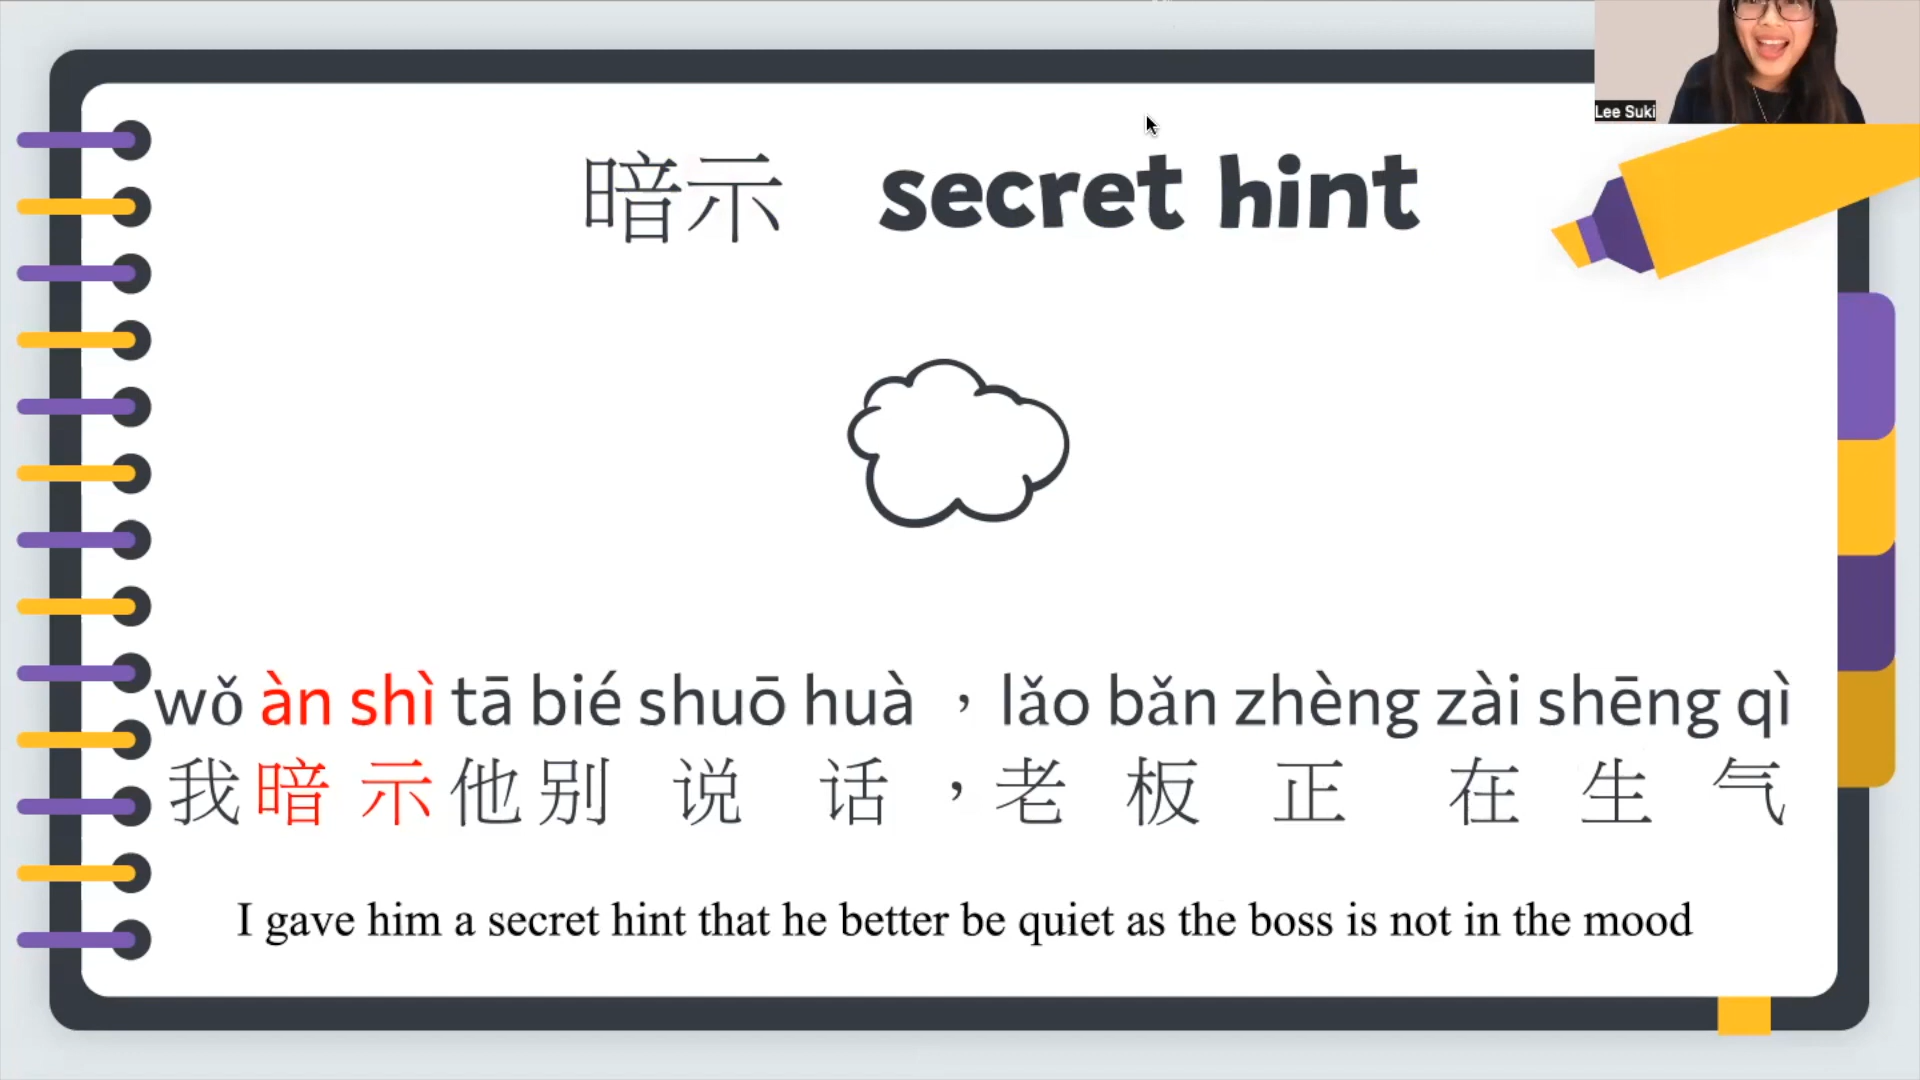 Lee Suki
暗示 secret hint
wǒ àn shì tā bié shuō huà ，lǎo bǎn zhèng zài shēng qì
我暗示他别说话，老板正在生气
I gave him a secret hint that he better be quiet as the boss is not in the mood